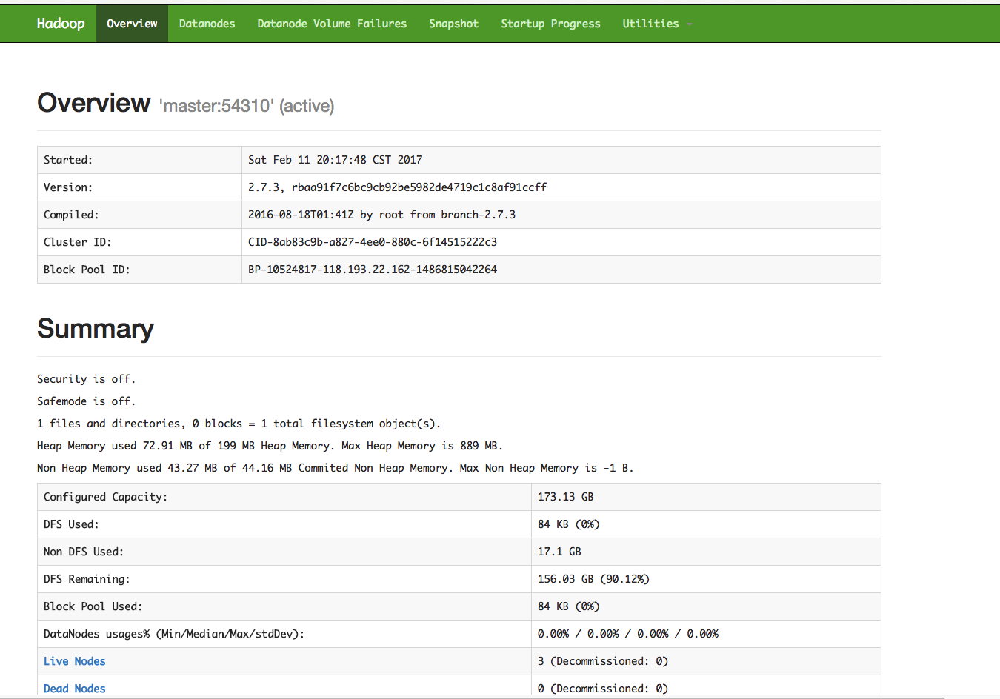 Hadoop Overview Datanodes Datanode Volume Failures Snapshot Startup Progress Utilities
Overview 'master:54310' (active)
Started: Sat Feb 11 20:17:48 CST 2017
Version: 2.7.3, rbaa91f7c6bc9cb92be5982de4719c1c8af91ccff
Compiled: 2016-08-18T01:41Z by root from branch-2.7.3
Cluster ID: CID-8ab83c9b-a827-4ee0-880c-6f14515222c3
Block Pool ID: BP-10524817-118.193.22.162-1486815042264
Summary
Security is off.
Safemode is off.
1 files and directories, 0 blocks = 1 total filesystem object(s).
Heap Memory used 72.91 MB of 199 MB Heap Memory. Max Heap Memory is 889 MB.
Non Heap Memory used 43.27 MB of 44.16 MB Commited Non Heap Memory. Max Non Heap Memory is -1 B.
Configured Capacity: 173.13 GB
DFS Used: 84 KB (0%)
Non DFS Used: 17.1 GB
DFS Remaining: 156.03 GB (90.12%)
Block Pool Used: 84 KB (0%)
DataNodes usages% (Min/Median/Max/stdDev): 0.00% / 0.00% / 0.00% / 0.00%
Live Nodes 3 (Decommissioned: 0)
Dead Nodes 0 (Decommissioned: 0)